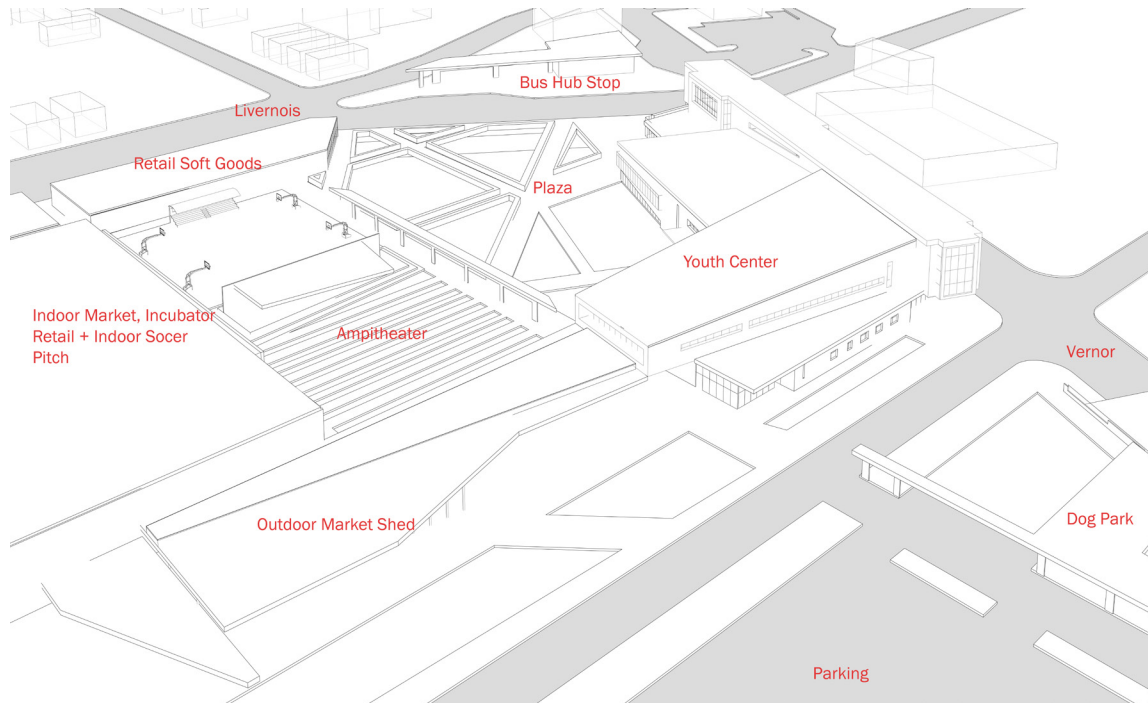 Bus Hub Stop
Livernois
Retail Soft Goods
Plaza
Youth Center
Indoor Market, Incubator
Retail + Indoor Socer
Pitch
Ampitheater
Vernor
Outdoor Market Shed
Dog Park
Parking